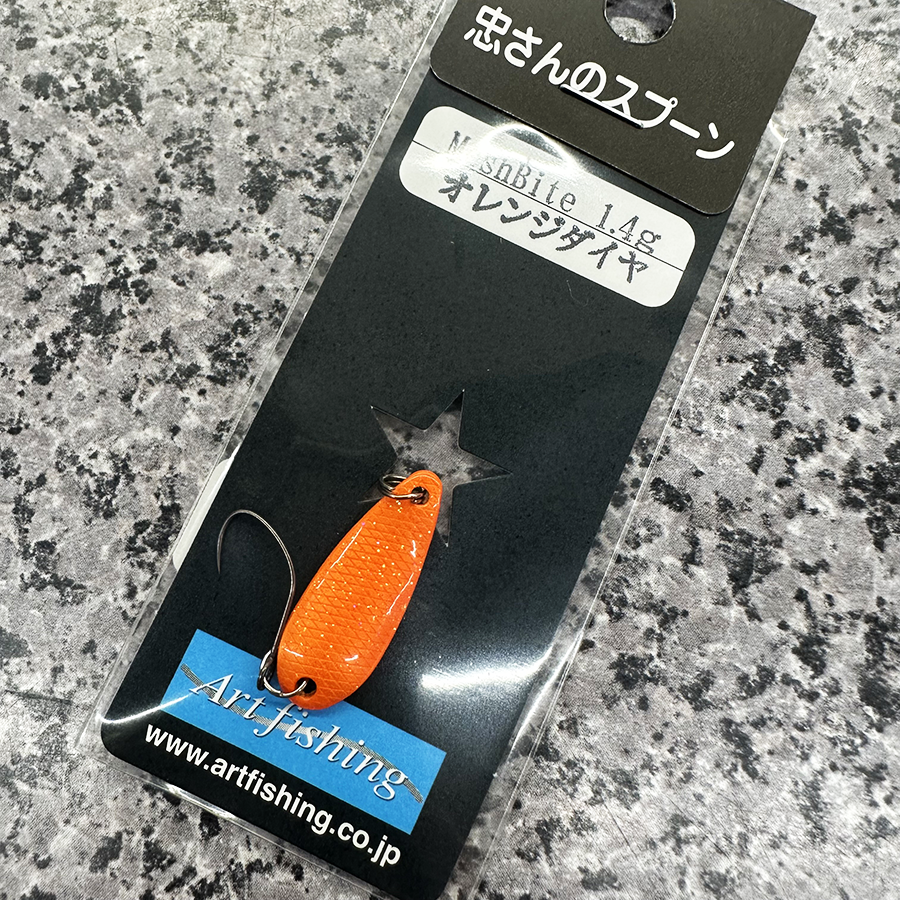 忠さんのスプーン
MushBite 1.4g
オレンジダイヤ
Art fishing
www.artfishing.co.jp